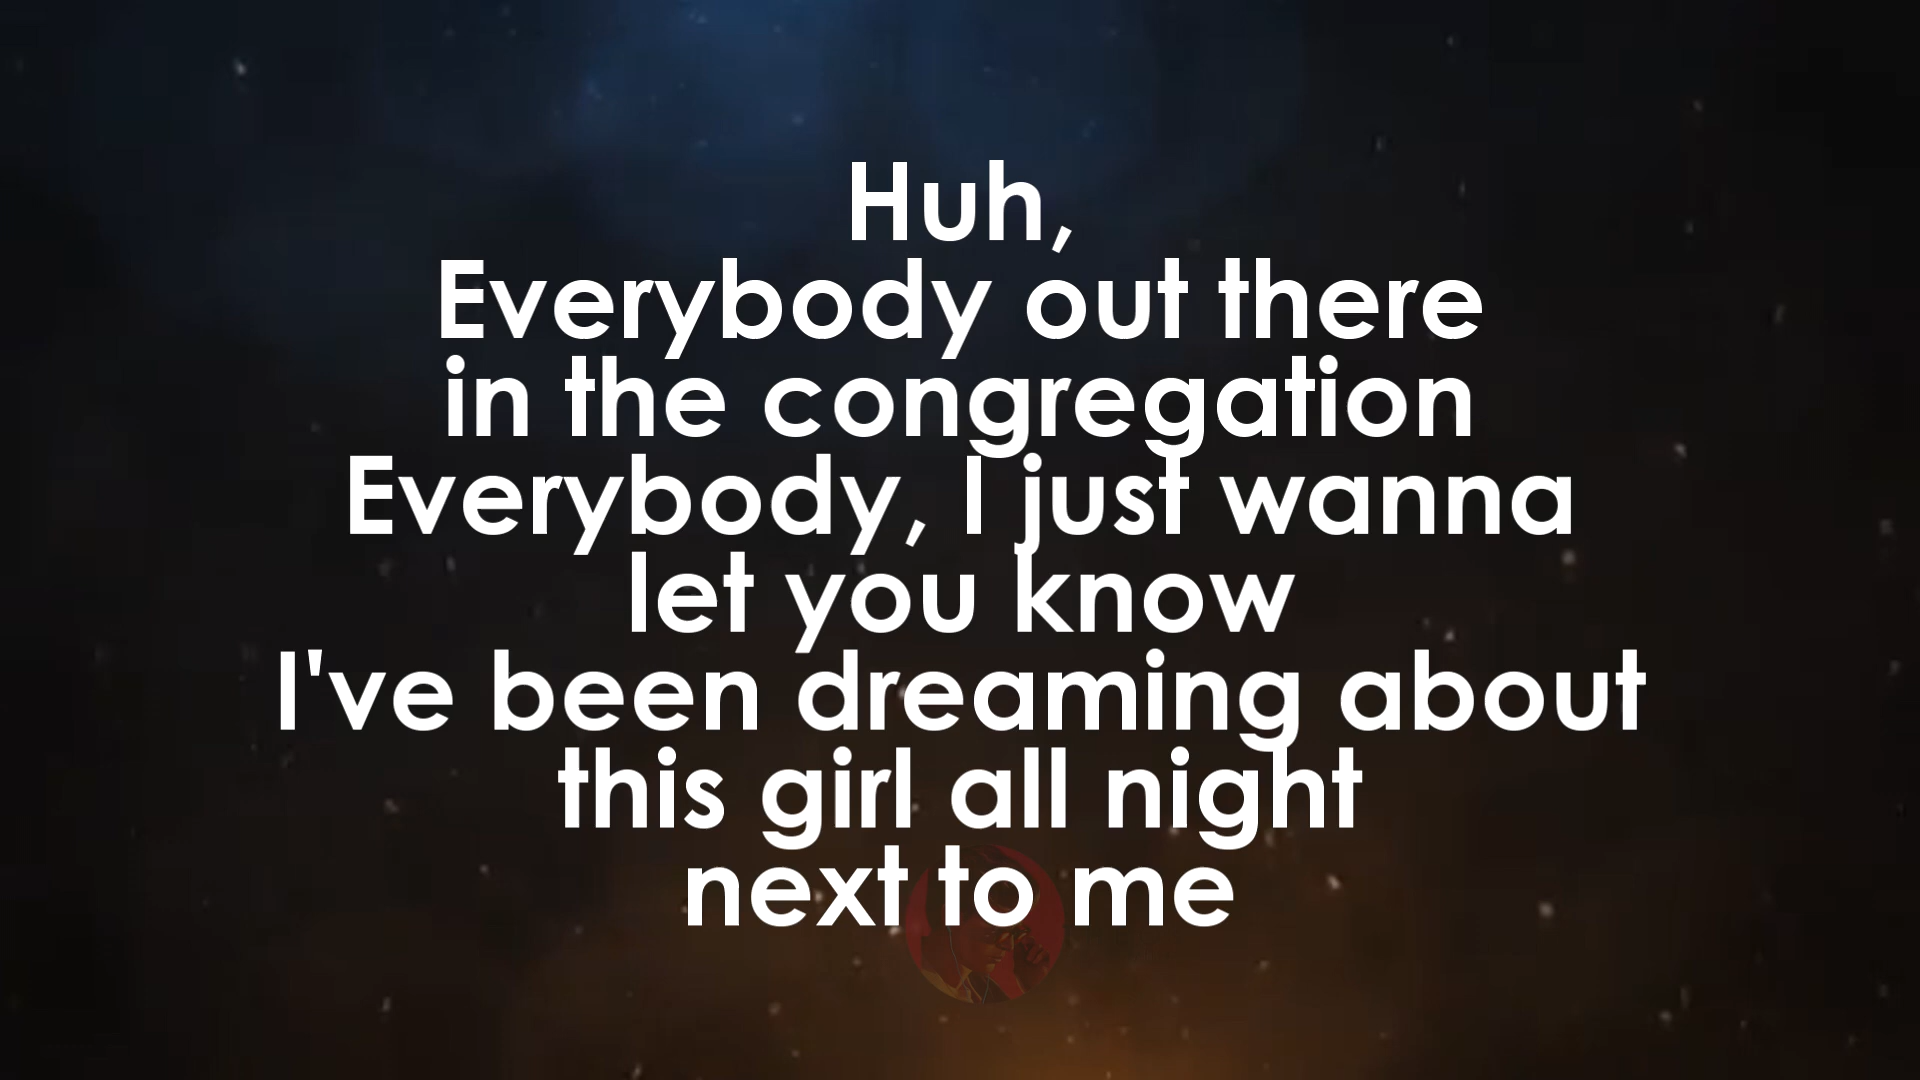 Huh,
Everybody out there
in the congregation
Everybody, I just wanna
let you know
I've been dreaming about
this girl all night
next to me